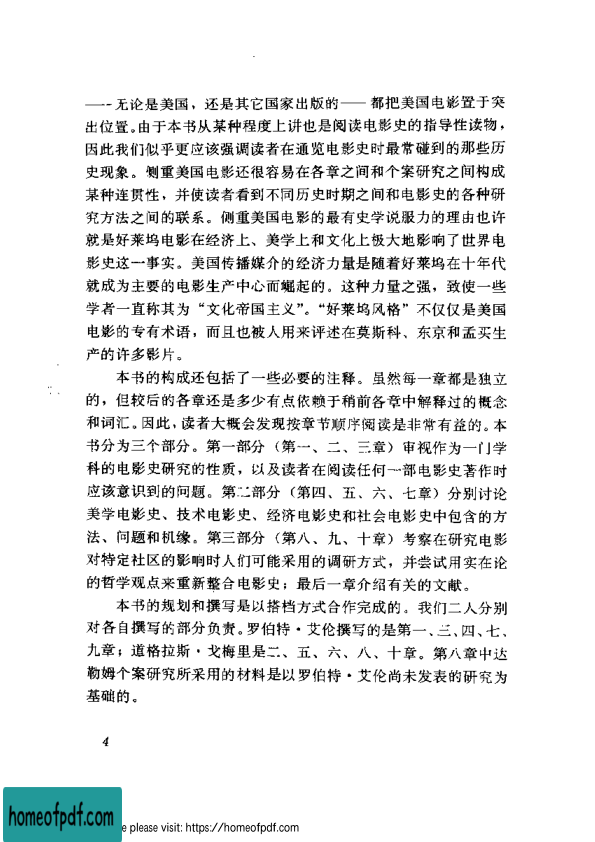 ——无论是美国，还是其它国家出版的——都把美国电影置于突
出位置。由于本书从某种程度上讲也是阅读电影史的指导性读物，
因此我们似乎更应该强调读者在通览电影史时最常碰到的那些历
史现象。侧重美国电影还很容易在各章之间和个案研究之间构成
某种连贯性，并使读者看到不同历史时期之间和电影史的各种研
究方法之间的联系。侧重美国电影的最有史学说服力的理由也许
就是好莱坞电影在经济上、美学上和文化上极大地影响了世界电
影史这一事实。美国传播媒介的经济力量是随着好莱坞在十年代
就成为主要的电影生产中心而崛起的。这种力量之强，致使一些
学者一直称其为“文化帝国主义”。“好莱坞风格”不仅仅是美国
电影的专有术语，而且也被人用来评述在莫斯科、东京和孟买生
产的许多影片。
本书的构成还包括了一些必要的注释。虽然每一章都是独立
的，但较后的各章还是多少有点依赖于稍前各章中解释过的概念
和词汇。因此，读者大概会发现按章节顺序阅读是非常有益的。本
书分为三个部分。第一部分（第一、二、三章）审视作为一门学
科的电影史研究的性质，以及读者在阅读任何一部电影史著作时
应该意识到的问题。第二部分（第四、五、六、七章）分别讨论
美学电影史、技术电影史、经济电影史和社会电影史中包含的方
法、问题和机缘。第三部分（第八、九、十章）考察在研究电影
对特定社区的影响时人们可能采用的调研方式，并尝试用实在论
的哲学观点来重新整合电影史；最后一章介绍有关的文献。
本书的规划和撰写是以搭档方式合作完成的。我们二人分别
对各自撰写的部分负责。罗伯特·艾伦撰写的是第一、三、四、七、
九章；道格拉斯·戈梅里是二、五、六、八、十章。第八章中达
勒姆个案研究所采用的材料是以罗伯特·艾伦尚未发表的研究为
基础的。
4
homeofpdf.com
e please visit: https://homeofpdf.com